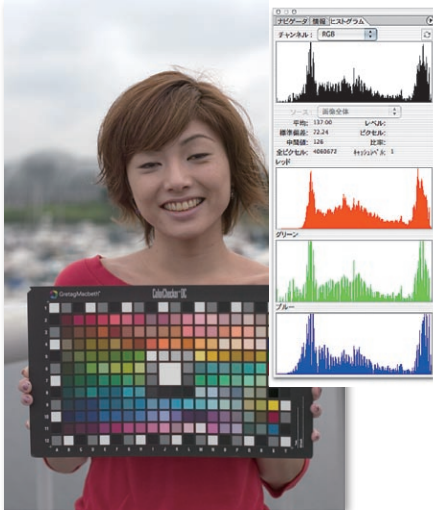 ナビゲータ 情報 ヒストグラム
チャンネル： RGB
ソース： 画像全体
平均： 137.00 レベル：
標準偏差： 72.24 ピクセル：
中間値： 126 比率：
全ピクセル： 4060672 ｷｬｯｼｭﾚﾍﾞﾙ： 1
レッド
グリーン
ブルー
GretagMacbeth
ColorChecker DC